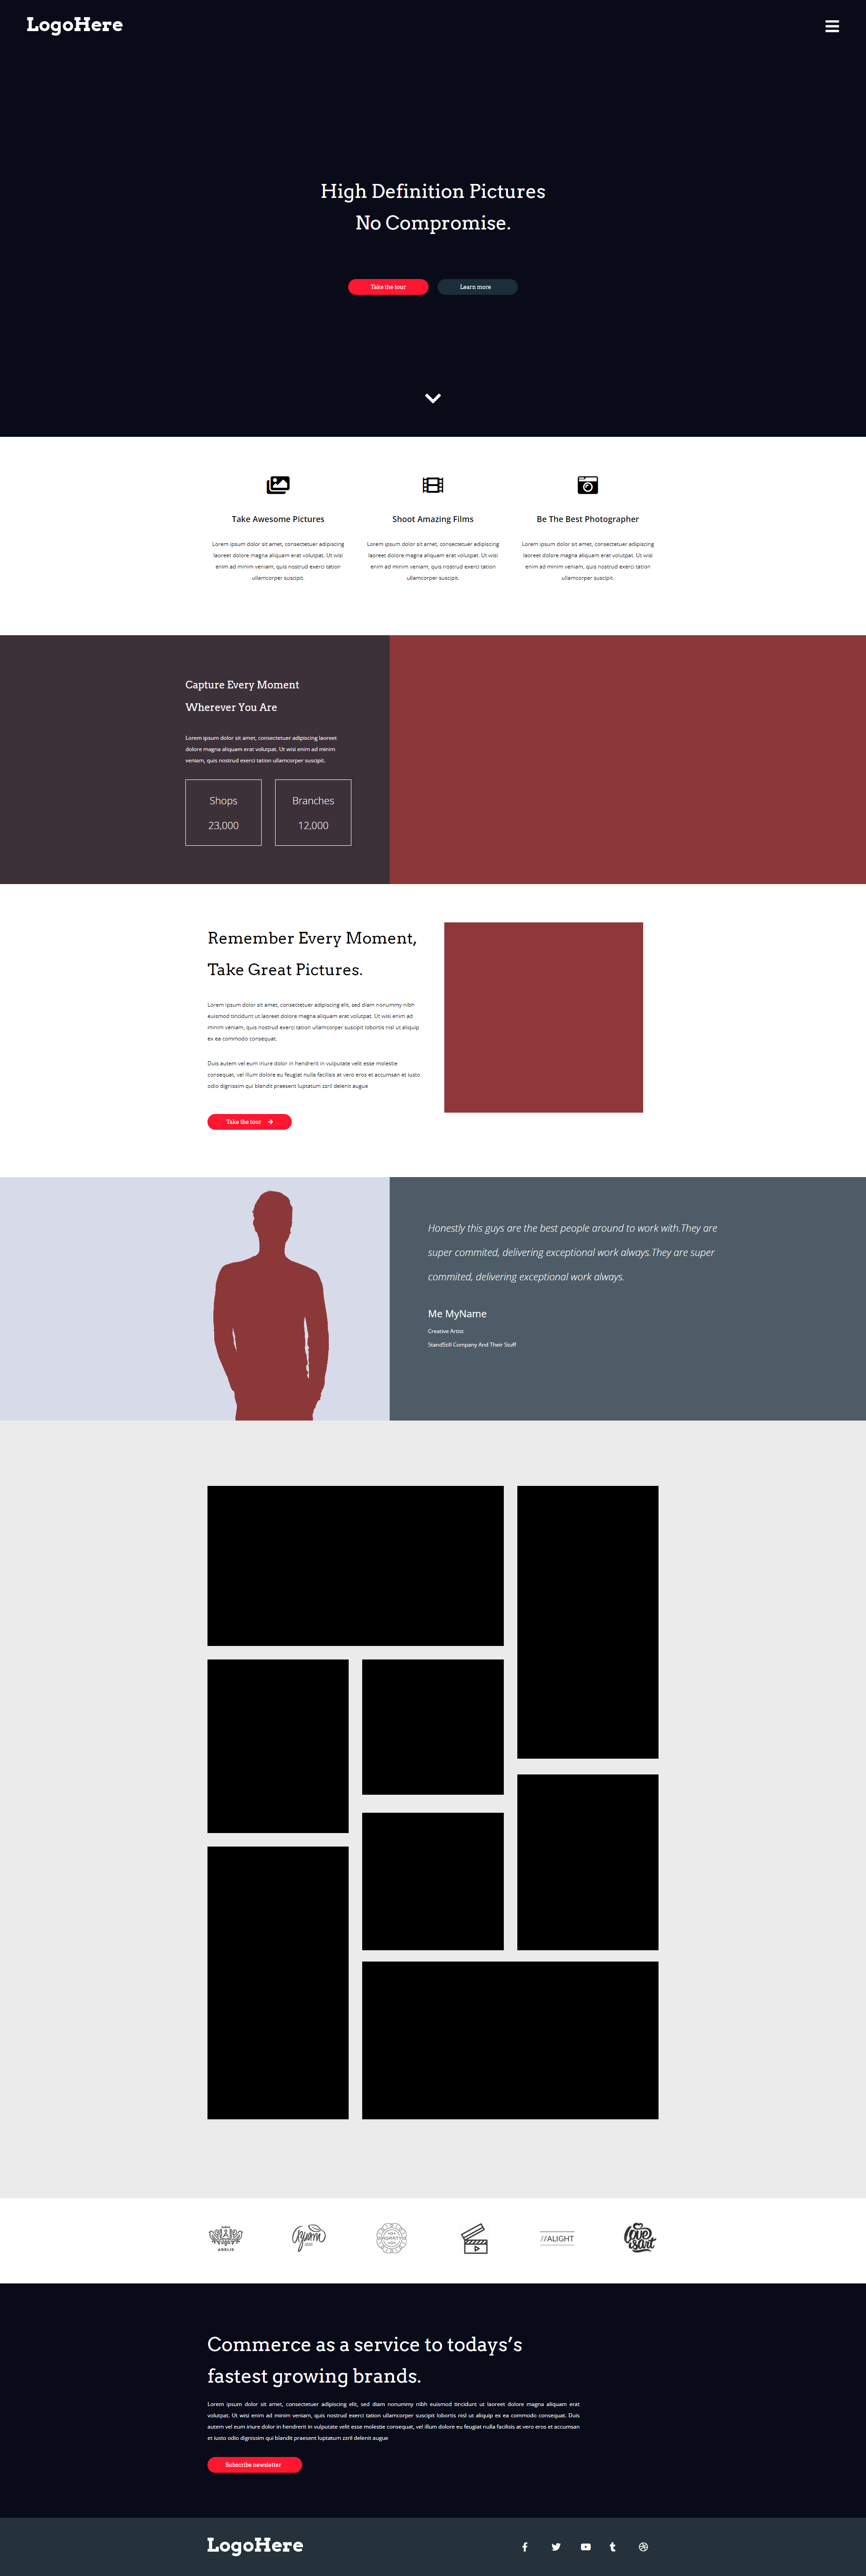 LogoHere
High Definition Pictures
No Compromise.
Take the tour
Learn more
Take Awesome Pictures
Lorem ipsum dolor sit amet, consectetuer adipiscing
laoreet dolore magna aliquam erat volutpat. Ut wisi
enim ad minim veniam, quis nostrud exerci tation
ullamcorper suscipit.
Shoot Amazing Films
Lorem ipsum dolor sit amet, consectetuer adipiscing
laoreet dolore magna aliquam erat volutpat. Ut wisi
enim ad minim veniam, quis nostrud exerci tation
ullamcorper suscipit.
Be The Best Photographer
Lorem ipsum dolor sit amet, consectetuer adipiscing
laoreet dolore magna aliquam erat volutpat. Ut wisi
enim ad minim veniam, quis nostrud exerci tation
ullamcorper suscipit.
Capture Every Moment
Wherever You Are
Lorem ipsum dolor sit amet, consectetuer adipiscing laoreet
dolore magna aliquam erat volutpat. Ut wisi enim ad minim
veniam, quis nostrud exerci tation ullamcorper suscipit.
Shops
23,000
Branches
12,000
Remember Every Moment,
Take Great Pictures.
Lorem ipsum dolor sit amet, consectetuer adipiscing elit, sed diam nonummy nibh
euismod tincidunt ut laoreet dolore magna aliquam erat volutpat. Ut wisi enim ad
minim veniam, quis nostrud exerci tation ullamcorper suscipit lobortis nisl ut aliquip
ex ea commodo consequat.
Duis autem vel eum iriure dolor in hendrerit in vulputate velit esse molestie
consequat, vel illum dolore eu feugiat nulla facilisis at vero eros et accumsan et iusto
odio dignissim qui blandit praesent luptatum zzril delenit augue
Take the tour
Honestly this guys are the best people around to work with.They are
super commited, delivering exceptional work always.They are super
commited, delivering exceptional work always.
Me MyName
Creative Artist
StandStill Company And Their Stuff
ADELIE
//ALIGHT
love
is art
Commerce as a service to todays’s
fastest growing brands.
Lorem ipsum dolor sit amet, consectetuer adipiscing elit, sed diam nonummy nibh euismod tincidunt ut laoreet dolore magna aliquam erat
volutpat. Ut wisi enim ad minim veniam, quis nostrud exerci tation ullamcorper suscipit lobortis nisl ut aliquip ex ea commodo consequat. Duis
autem vel eum iriure dolor in hendrerit in vulputate velit esse molestie consequat, vel illum dolore eu feugiat nulla facilisis at vero eros et accumsan
et iusto odio dignissim qui blandit praesent luptatum zzril delenit augue
Subscribe newsletter
LogoHere